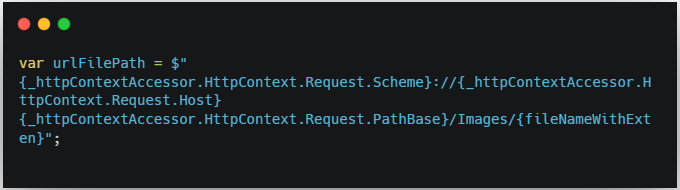 var urlFilePath = $"
{_httpContextAccessor.HttpContext.Request.Scheme}://{_httpContextAccessor.H
ttpContext.Request.Host}
{_httpContextAccessor.HttpContext.Request.PathBase}/Images/{fileNameWithExt
en}";